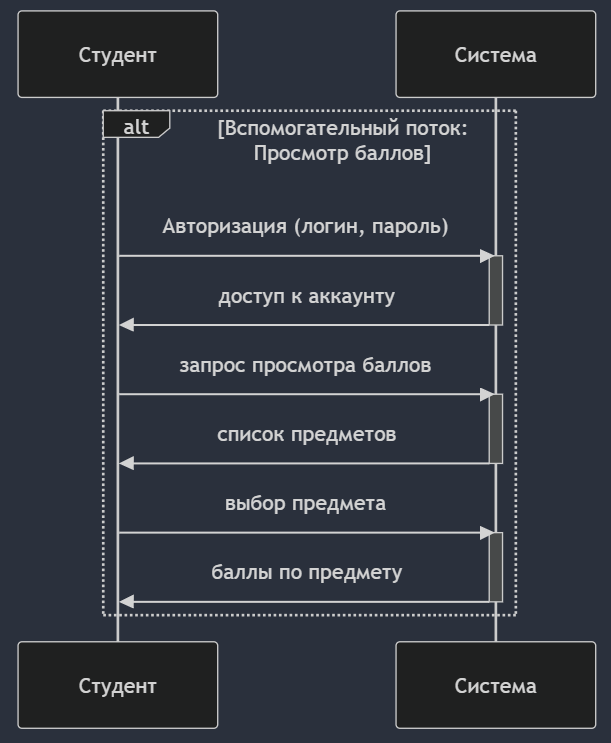 Студент
Система
alt
[Вспомогательный поток:
Просмотр баллов]
Авторизация (логин, пароль)
доступ к аккаунту
запрос просмотра баллов
список предметов
выбор предмета
баллы по предмету
Студент
Система